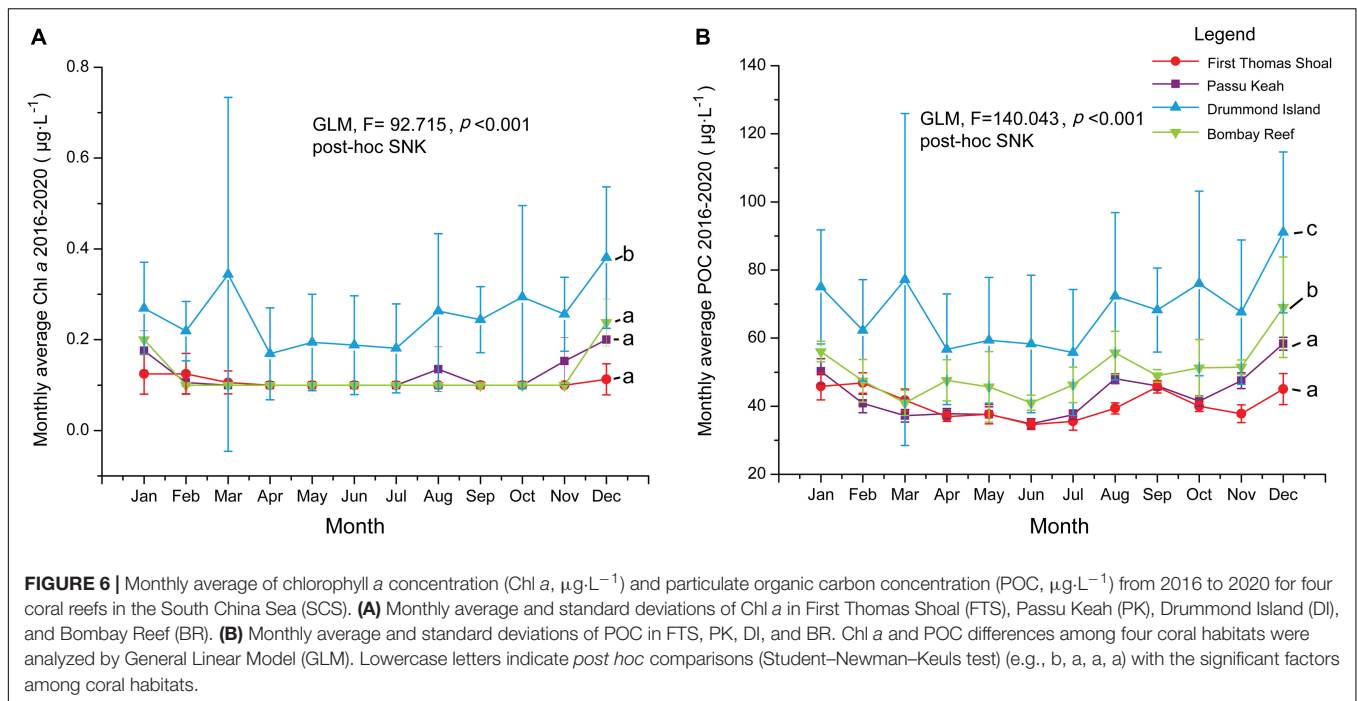 A
Monthly average Chl a 2016-2020 ( μg·L⁻¹)
0.8
0.6
0.4
0.2
0.0
GLM, F= 92.715, p <0.001
post-hoc SNK
b
a
a
a
Jan Feb Mar Apr May Jun Jul Aug Sep Oct Nov Dec
Month
B
Monthly average POC 2016-2020 ( μg·L⁻¹)
140
120
100
80
60
40
20
GLM, F=140.043, p <0.001
post-hoc SNK
Legend
First Thomas Shoal
Passu Keah
Drummond Island
Bombay Reef
c
b
a
a
Jan Feb Mar Apr May Jun Jul Aug Sep Oct Nov Dec
Month
FIGURE 6 | Monthly average of chlorophyll a concentration (Chl a, μg·L⁻¹) and particulate organic carbon concentration (POC, μg·L⁻¹) from 2016 to 2020 for four
coral reefs in the South China Sea (SCS). (A) Monthly average and standard deviations of Chl a in First Thomas Shoal (FTS), Passu Keah (PK), Drummond Island (DI),
and Bombay Reef (BR). (B) Monthly average and standard deviations of POC in FTS, PK, DI, and BR. Chl a and POC differences among four coral habitats were
analyzed by General Linear Model (GLM). Lowercase letters indicate post hoc comparisons (Student–Newman–Keuls test) (e.g., b, a, a, a) with the significant factors
among coral habitats.